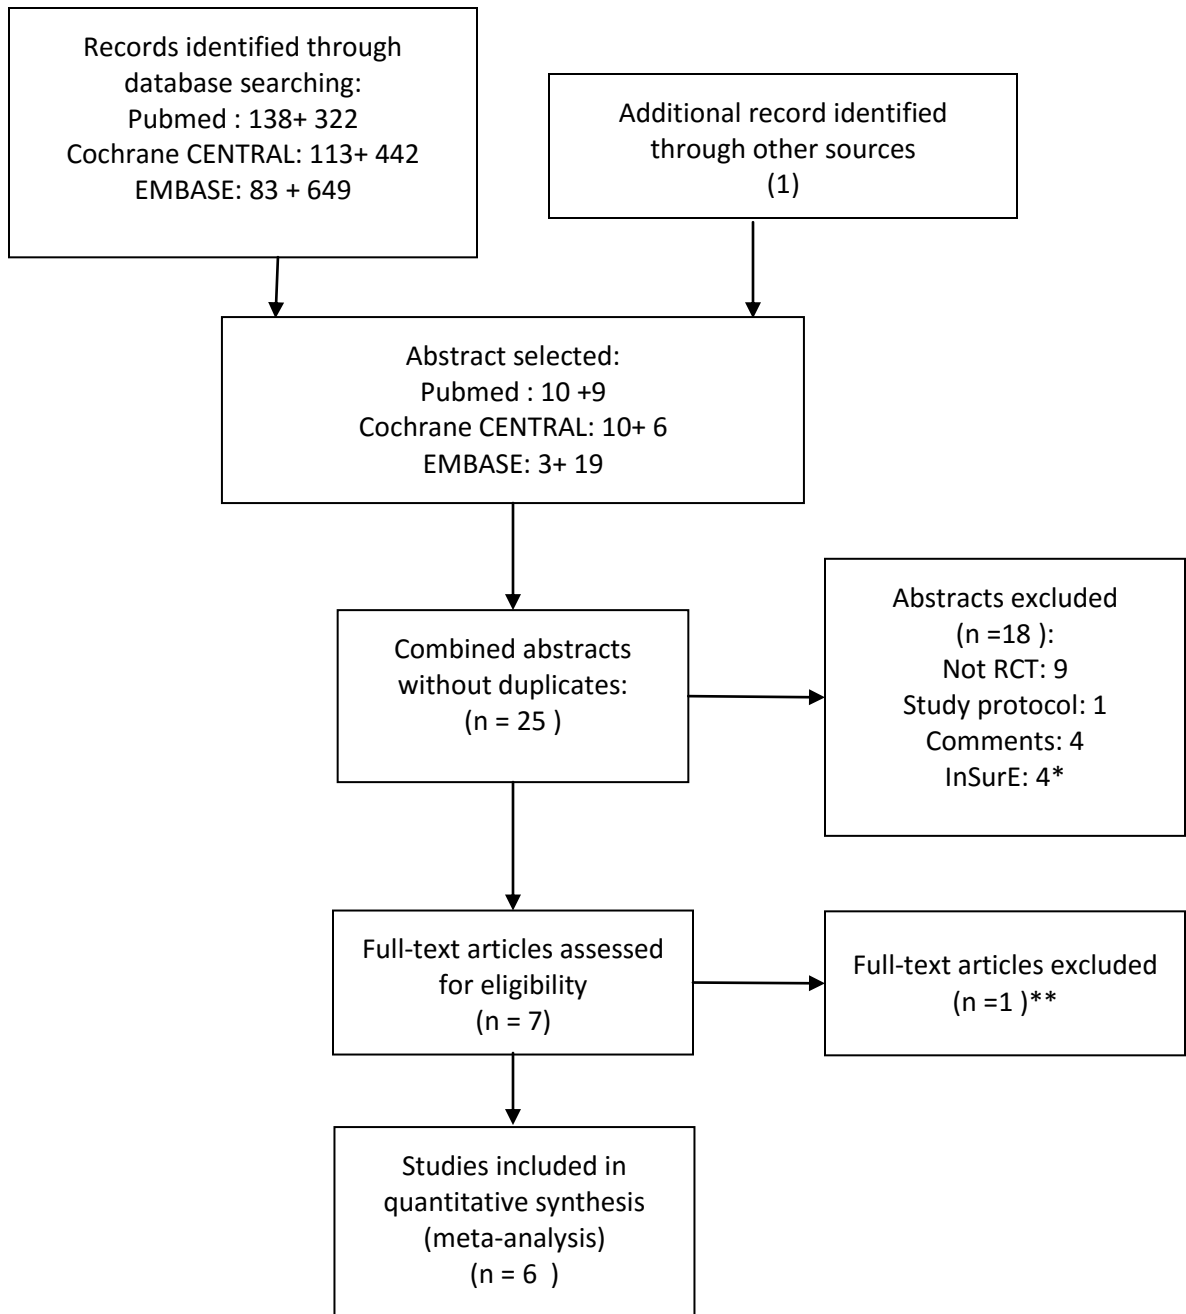 Records identified through
database searching:
Pubmed : 138+ 322
Cochrane CENTRAL: 113+ 442
EMBASE: 83 + 649
Additional record identified
through other sources
(1)
Abstract selected:
Pubmed : 10 +9
Cochrane CENTRAL: 10+ 6
EMBASE: 3+ 19
Combined abstracts
without duplicates:
(n = 25 )
Abstracts excluded
(n =18 ):
Not RCT: 9
Study protocol: 1
Comments: 4
InSurE: 4*
Full-text articles assessed
for eligibility
(n = 7)
Full-text articles excluded
(n =1 )**
Studies included in
quantitative synthesis
(meta-analysis)
(n = 6  )